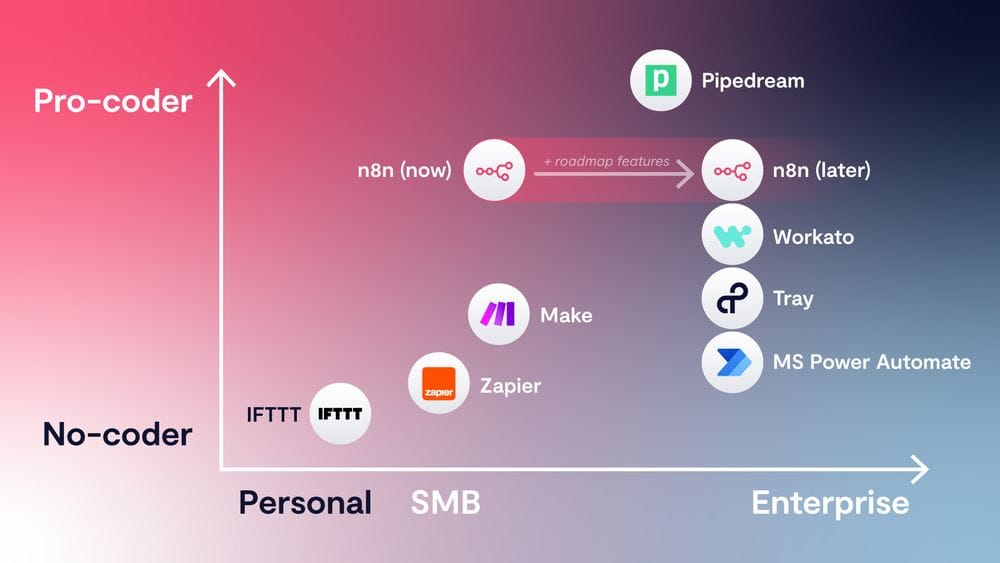 Pipedream
Pro-coder
n8n (now)
+ roadmap features
n8n (later)
Workato
Tray
Make
MS Power Automate
zapier
Zapier
IFTTT
IFTTT
No-coder
Personal
SMB
Enterprise